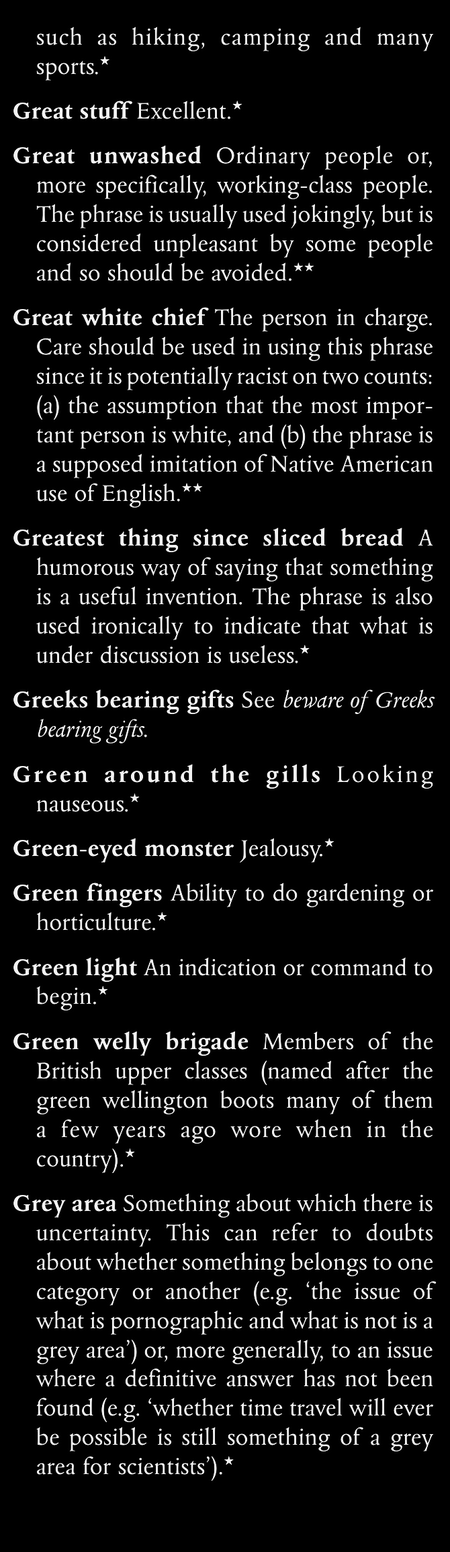 such as hiking, camping and many
sports.★
Great stuff Excellent.★
Great unwashed Ordinary people or,
more specifically, working-class people.
The phrase is usually used jokingly, but is
considered unpleasant by some people
and so should be avoided.★★
Great white chief The person in charge.
Care should be used in using this phrase
since it is potentially racist on two counts:
(a) the assumption that the most impor-
tant person is white, and (b) the phrase is
a supposed imitation of Native American
use of English.★★
Greatest thing since sliced bread A
humorous way of saying that something
is a useful invention. The phrase is also
used ironically to indicate that what is
under discussion is useless.★
Greeks bearing gifts See beware of Greeks
bearing gifts.
Green around the gills Looking
nauseous.★
Green-eyed monster Jealousy.★
Green fingers Ability to do gardening or
horticulture.★
Green light An indication or command to
begin.★
Green welly brigade Members of the
British upper classes (named after the
green wellington boots many of them
a few years ago wore when in the
country).★
Grey area Something about which there is
uncertainty. This can refer to doubts
about whether something belongs to one
category or another (e.g. ‘the issue of
what is pornographic and what is not is a
grey area’) or, more generally, to an issue
where a definitive answer has not been
found (e.g. ‘whether time travel will ever
be possible is still something of a grey
area for scientists’).★